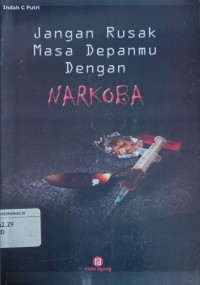 Indah C Putri
Jangan Rusak
Masa Depanmu
Dengan
NARKOBA